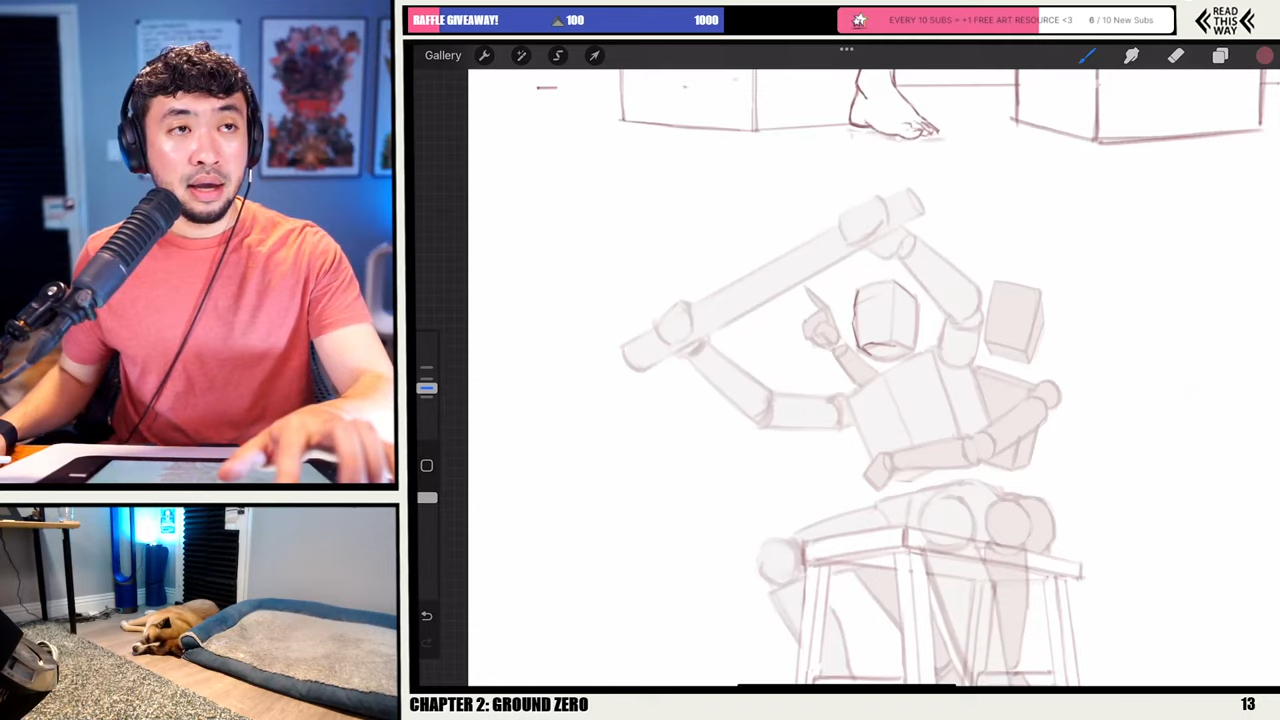 RAFFLE GIVEAWAY!
100
1000
EVERY 10 SUBS = +1 FREE ART RESOURCE <3
6 / 10 New Subs
READ
THIS
WAY
Gallery
CHAPTER 2: GROUND ZERO
13